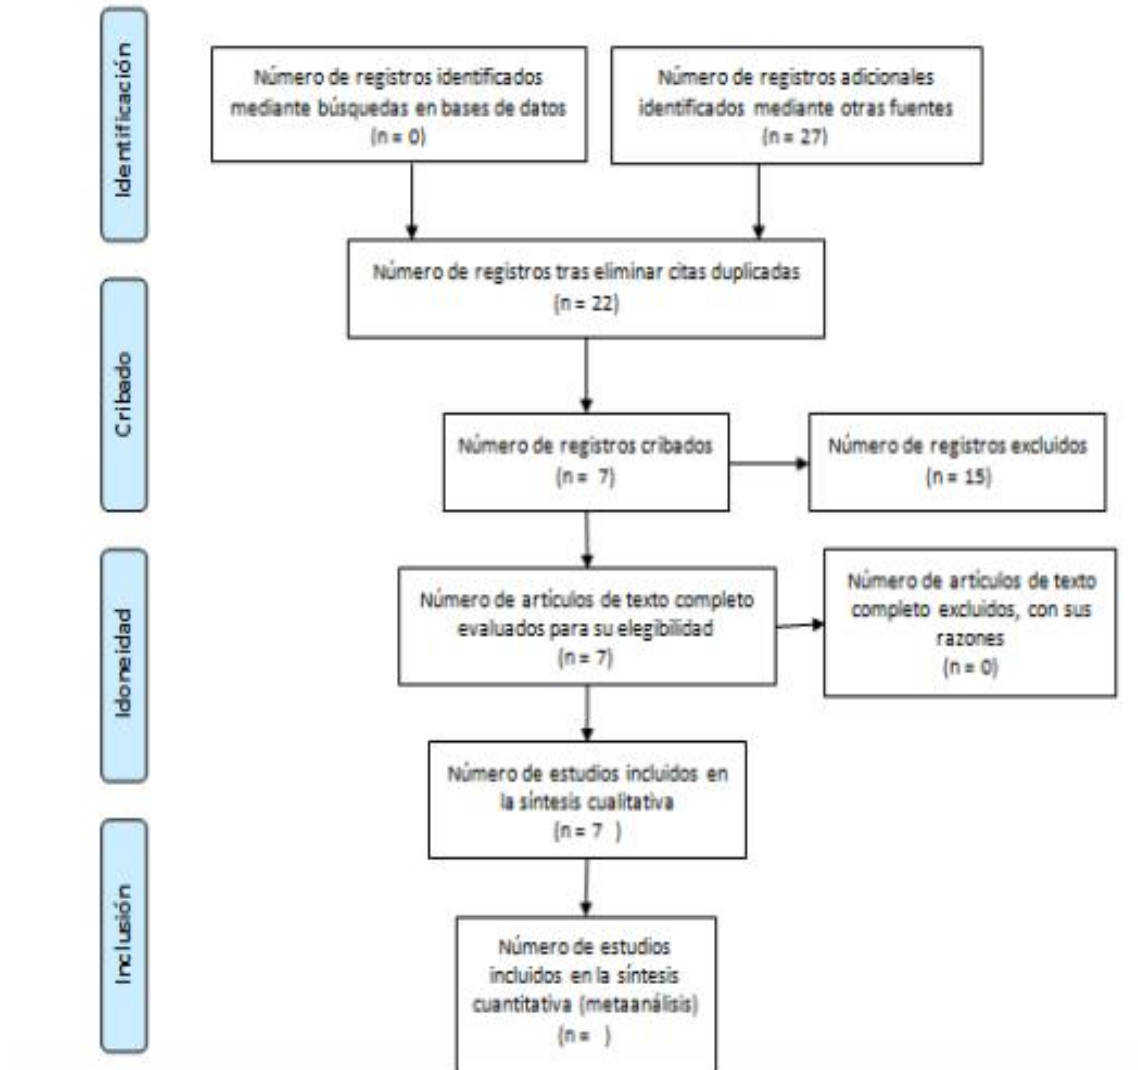 Identificación
Número de registros identificados
mediante búsquedas en bases de datos
(n = 0)
Número de registros adicionales
identificados mediante otras fuentes
(n = 27)
Número de registros tras eliminar citas duplicadas
(n = 22)
Cribado
Número de registros cribados
(n = 7)
Número de registros excluidos
(n = 15)
Idoneidad
Número de artículos de texto completo
evaluados para su elegibilidad
(n = 7)
Número de artículos de texto
completo excluidos, con sus
razones
(n = 0)
Número de estudios incluidos en
la síntesis cualitativa
(n = 7 )
Inclusión
Número de estudios
incluidos en la síntesis
cuantitativa (metaanálisis)
(n = )